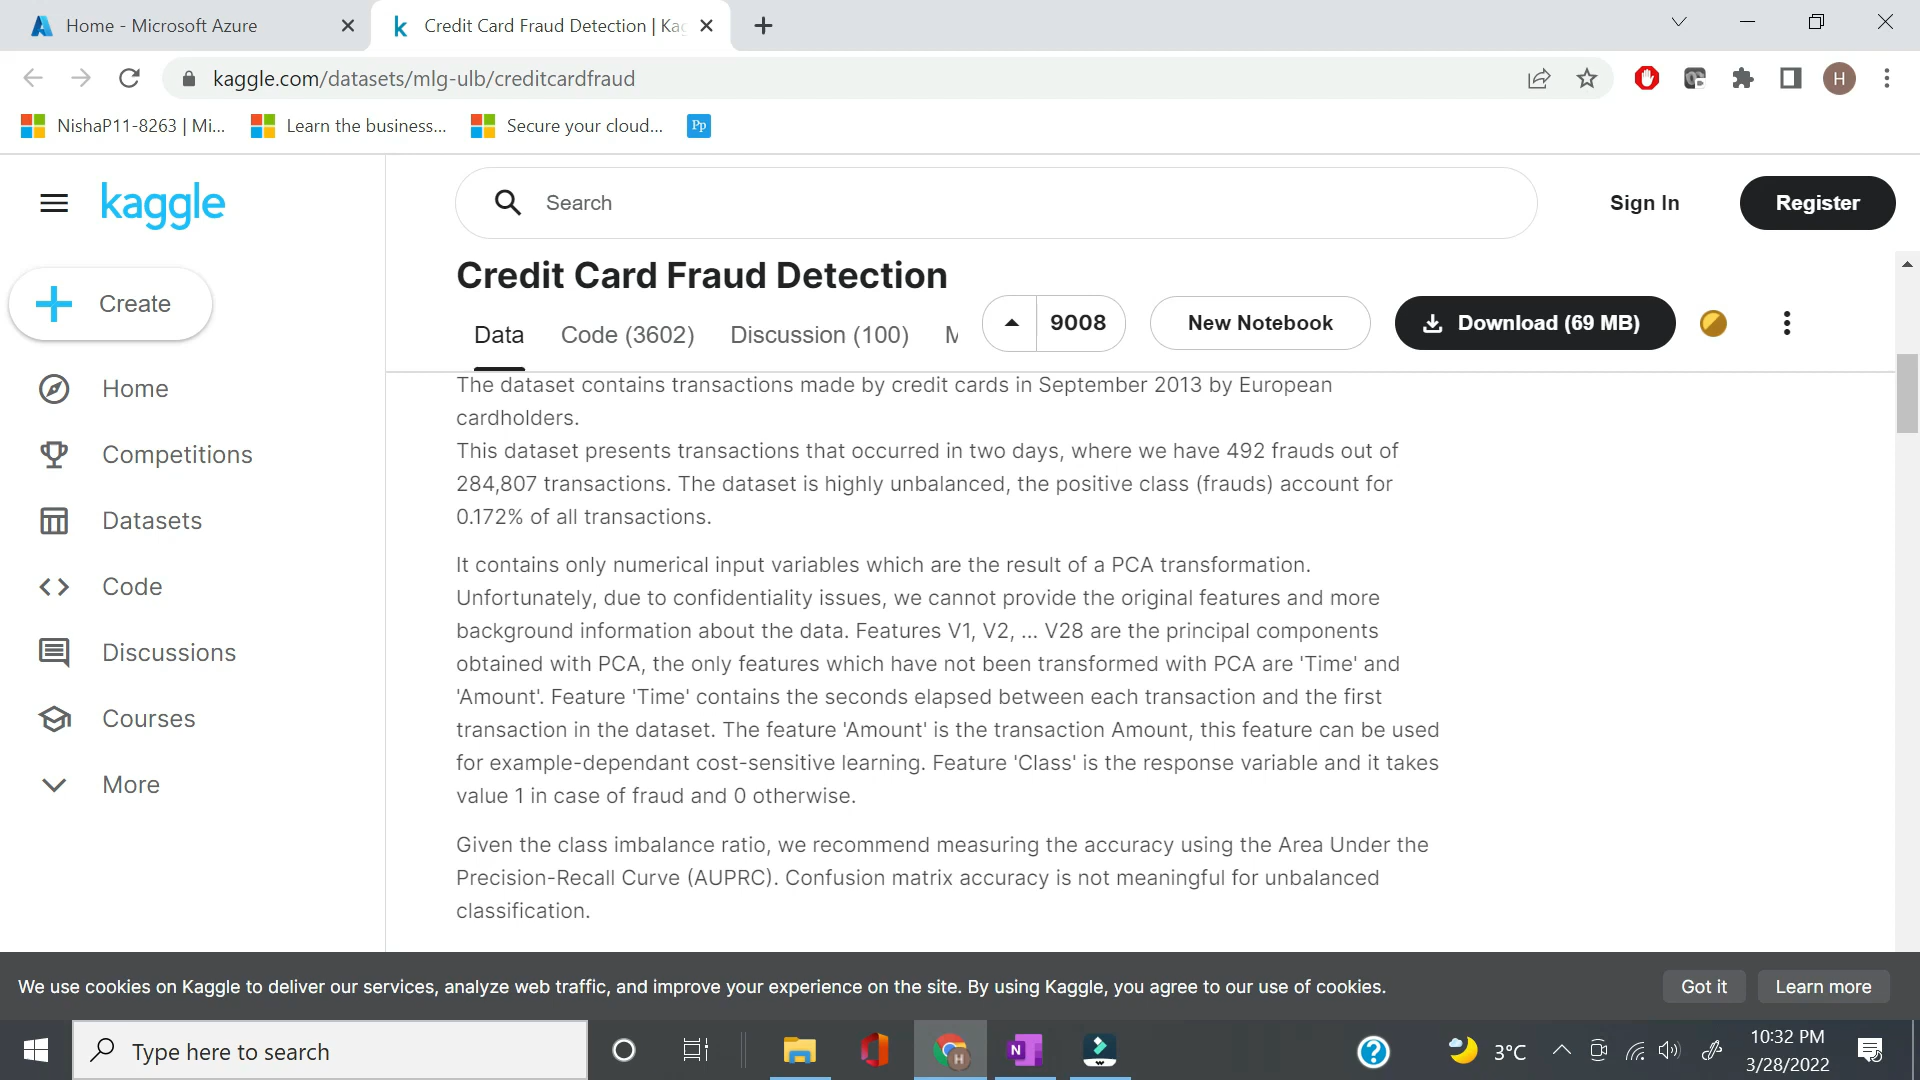 Home - Microsoft Azure
Credit Card Fraud Detection | Kag
kaggle.com/datasets/mlg-ulb/creditcardfraud
H
NishaP11-8263 | Mi...
Learn the business...
Secure your cloud...
Pp
kaggle
Search
Sign In
Register
Create
Credit Card Fraud Detection
Data
Code (3602)
Discussion (100)
9008
New Notebook
Download (69 MB)
Home
Competitions
Datasets
Code
Discussions
Courses
More
The dataset contains transactions made by credit cards in September 2013 by European
cardholders.
This dataset presents transactions that occurred in two days, where we have 492 frauds out of
284,807 transactions. The dataset is highly unbalanced, the positive class (frauds) account for
0.172% of all transactions.
It contains only numerical input variables which are the result of a PCA transformation.
Unfortunately, due to confidentiality issues, we cannot provide the original features and more
background information about the data. Features V1, V2, ... V28 are the principal components
obtained with PCA, the only features which have not been transformed with PCA are 'Time' and
'Amount'. Feature 'Time' contains the seconds elapsed between each transaction and the first
transaction in the dataset. The feature 'Amount' is the transaction Amount, this feature can be used
for example-dependant cost-sensitive learning. Feature 'Class' is the response variable and it takes
value 1 in case of fraud and 0 otherwise.
Given the class imbalance ratio, we recommend measuring the accuracy using the Area Under the
Precision-Recall Curve (AUPRC). Confusion matrix accuracy is not meaningful for unbalanced
classification.
We use cookies on Kaggle to deliver our services, analyze web traffic, and improve your experience on the site. By using Kaggle, you agree to our use of cookies.
Got it
Learn more
Type here to search
3°C
10:32 PM
3/28/2022